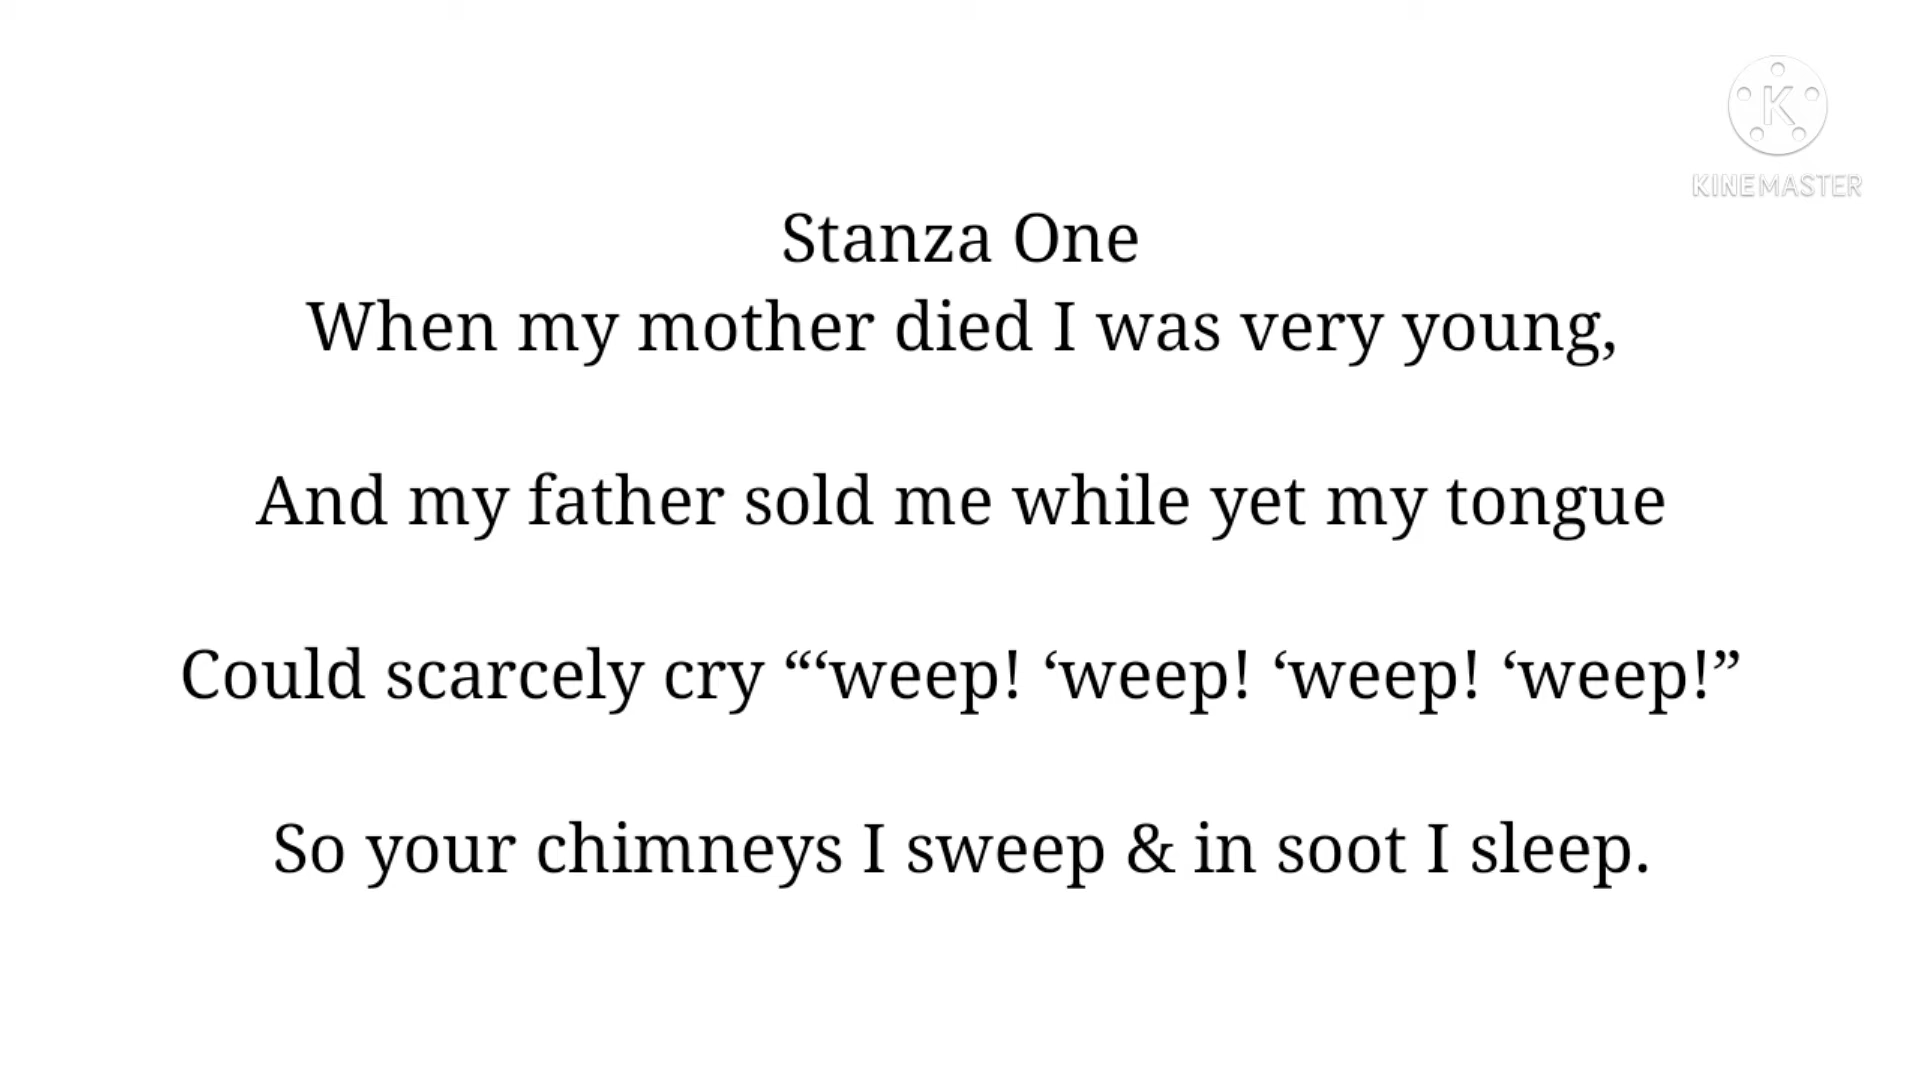 KINEMASTER
Stanza One
When my mother died I was very young,
And my father sold me while yet my tongue
Could scarcely cry “‘weep! ‘weep! ‘weep! ‘weep!”
So your chimneys I sweep & in soot I sleep.